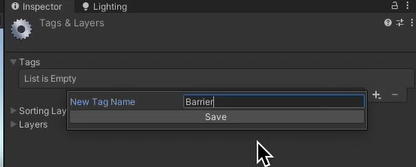 Inspector Lighting
Tags & Layers
Tags
List is Empty
New Tag Name Barrier
Save
Sorting Lay
Layers